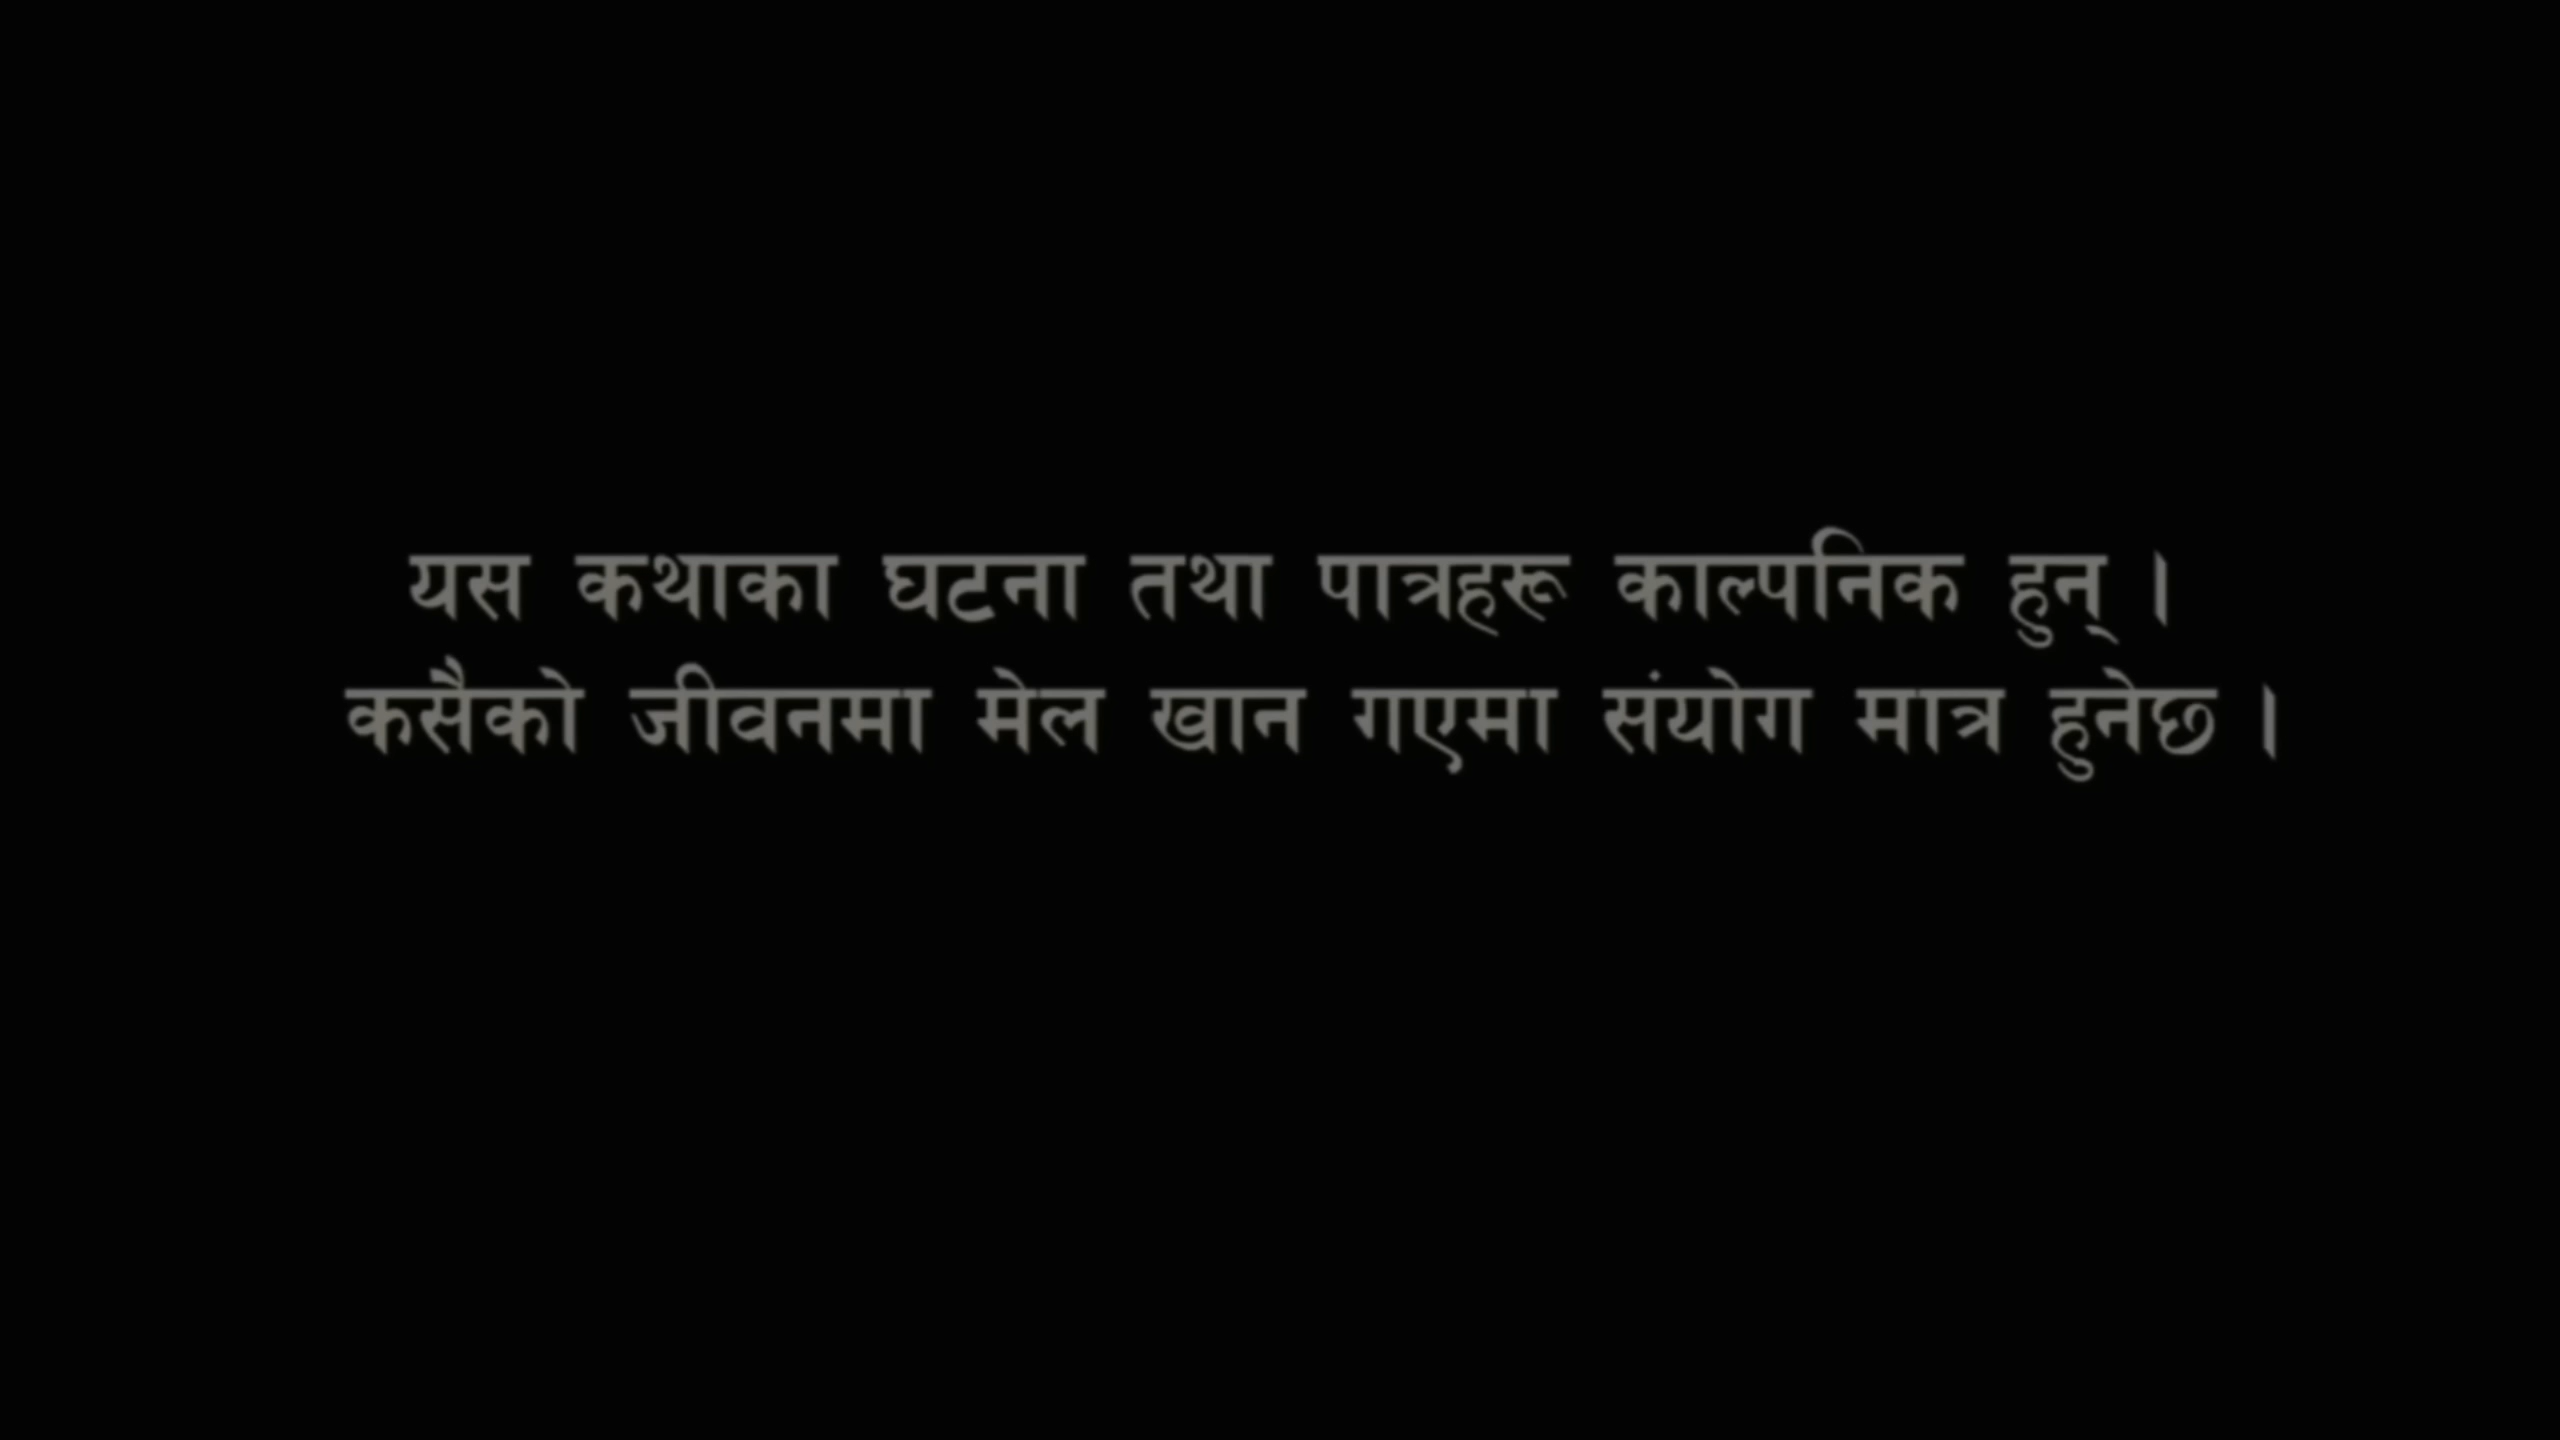 यस कथाका घटना तथा पात्रहरू काल्पनिक हुन् ।
कसैको जीवनमा मेल खान गएमा संयोग मात्र हुनेछ ।